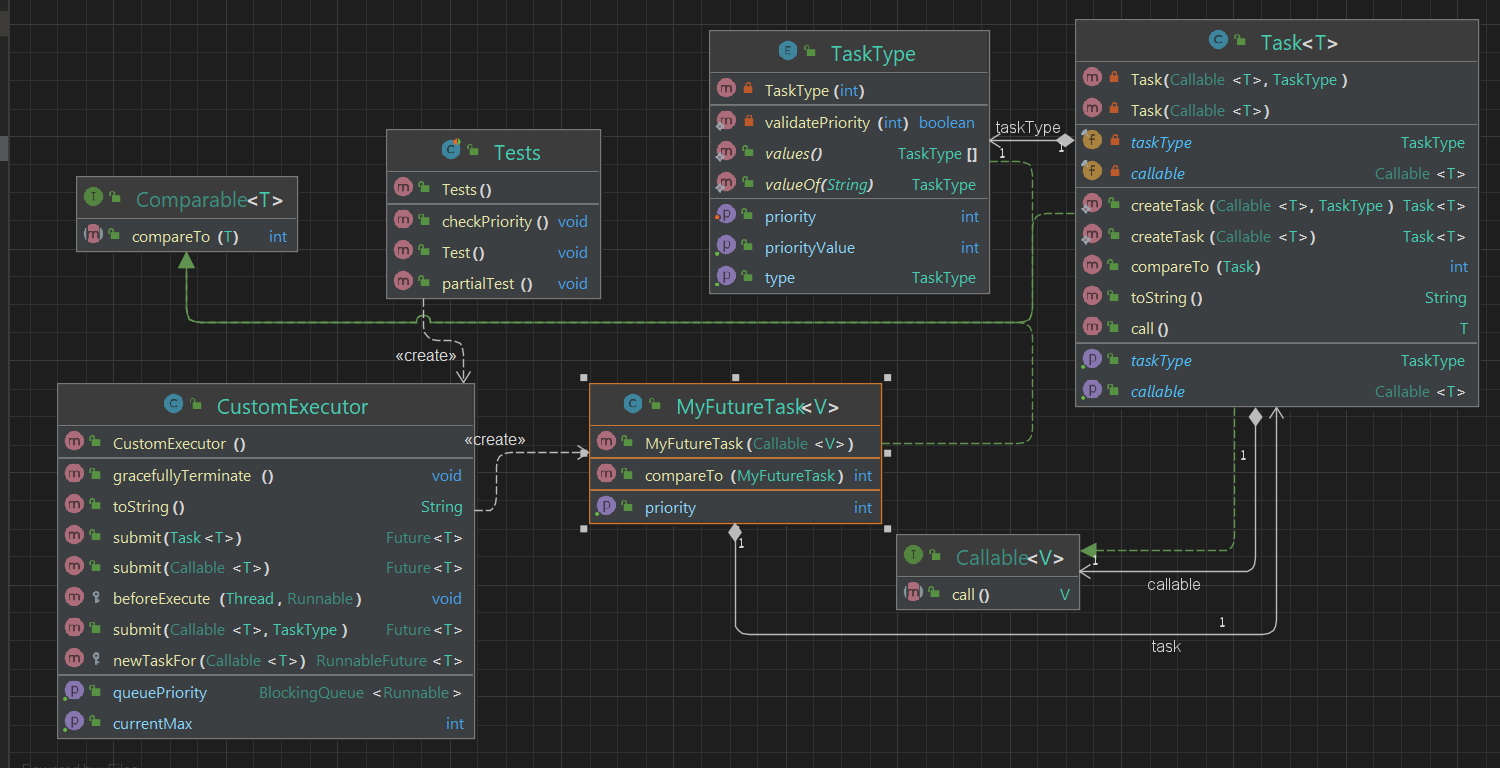 TaskType
TaskType (int)
validatePriority (int) boolean
values() TaskType []
valueOf(String) TaskType
priority int
priorityValue int
type TaskType
Task<T>
Task(Callable <T>, TaskType )
Task(Callable <T>)
taskType TaskType
callable Callable <T>
createTask (Callable <T>, TaskType ) Task<T>
createTask (Callable <T>) Task<T>
compareTo (Task) int
toString () String
call () T
taskType TaskType
callable Callable <T>
taskType
1
1
Tests
Tests ()
checkPriority () void
Test () void
partialTest () void
Comparable<T>
compareTo (T) int
«create»
CustomExecutor
CustomExecutor ()
gracefullyTerminate () void
toString () String
submit(Task <T>) Future <T>
submit(Callable <T>) Future <T>
beforeExecute (Thread , Runnable ) void
submit(Callable <T>, TaskType ) Future <T>
newTaskFor (Callable <T>) RunnableFuture <T>
queuePriority BlockingQueue <Runnable >
currentMax int
«create»
MyFutureTask<V>
MyFutureTask (Callable <V>)
compareTo (MyFutureTask) int
priority int
1
1
Callable<V>
call () V
1
callable
1
task